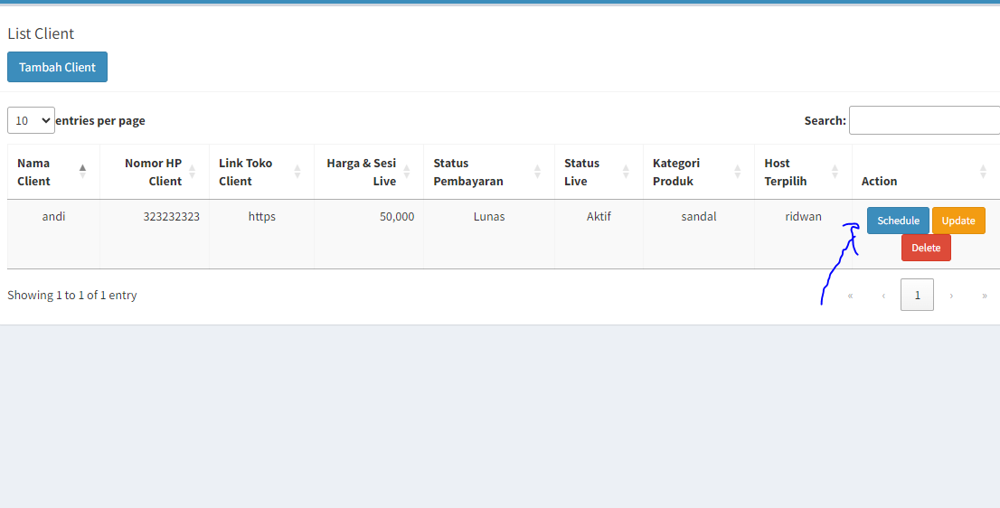 List Client
Tambah Client
10 entries per page Search:
Nama Client Nomor HP Client Link Toko Client Harga & Sesi Live Status Pembayaran Status Live Kategori Produk Host Terpilih Action
andi 323232323 https 50,000 Lunas Aktif sandal ridwan Schedule Update
Delete
Showing 1 to 1 of 1 entry « ‹ 1 › »